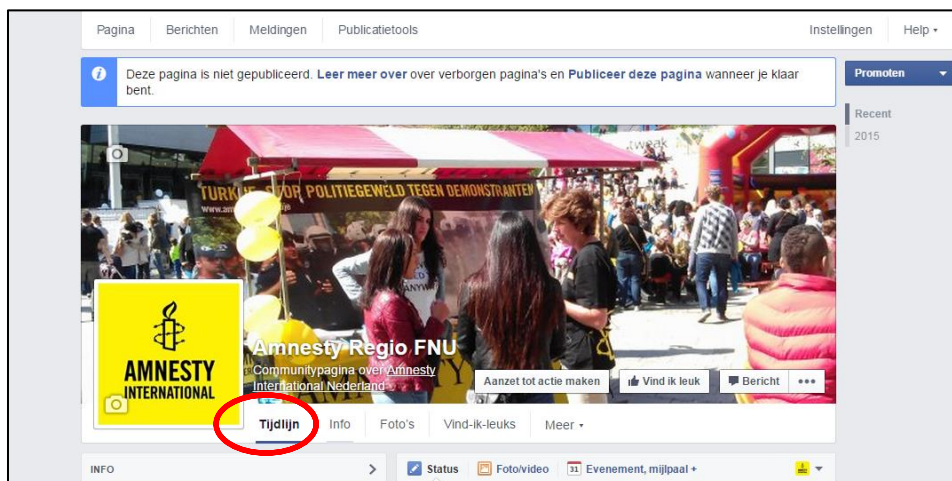 Pagina Berichten Meldingen Publicatietools Instellingen Help
Deze pagina is niet gepubliceerd. Leer meer over over verborgen pagina's en Publiceer deze pagina wanneer je klaar
bent.
Promoten
Recent
2015
tweak
POLITIEGEWELD TEGEN DEMONSTRANTEN
AMNESTY
INTERNATIONAL
Amnesty Regio FNU
Communitypagina over Amnesty
International Nederland
Aanzet tot actie maken Vind ik leuk Bericht •••
Tijdlijn Info Foto's Vind-ik-leuks Meer
INFO
Status Foto/video 31 Evenement, mijlpaal +